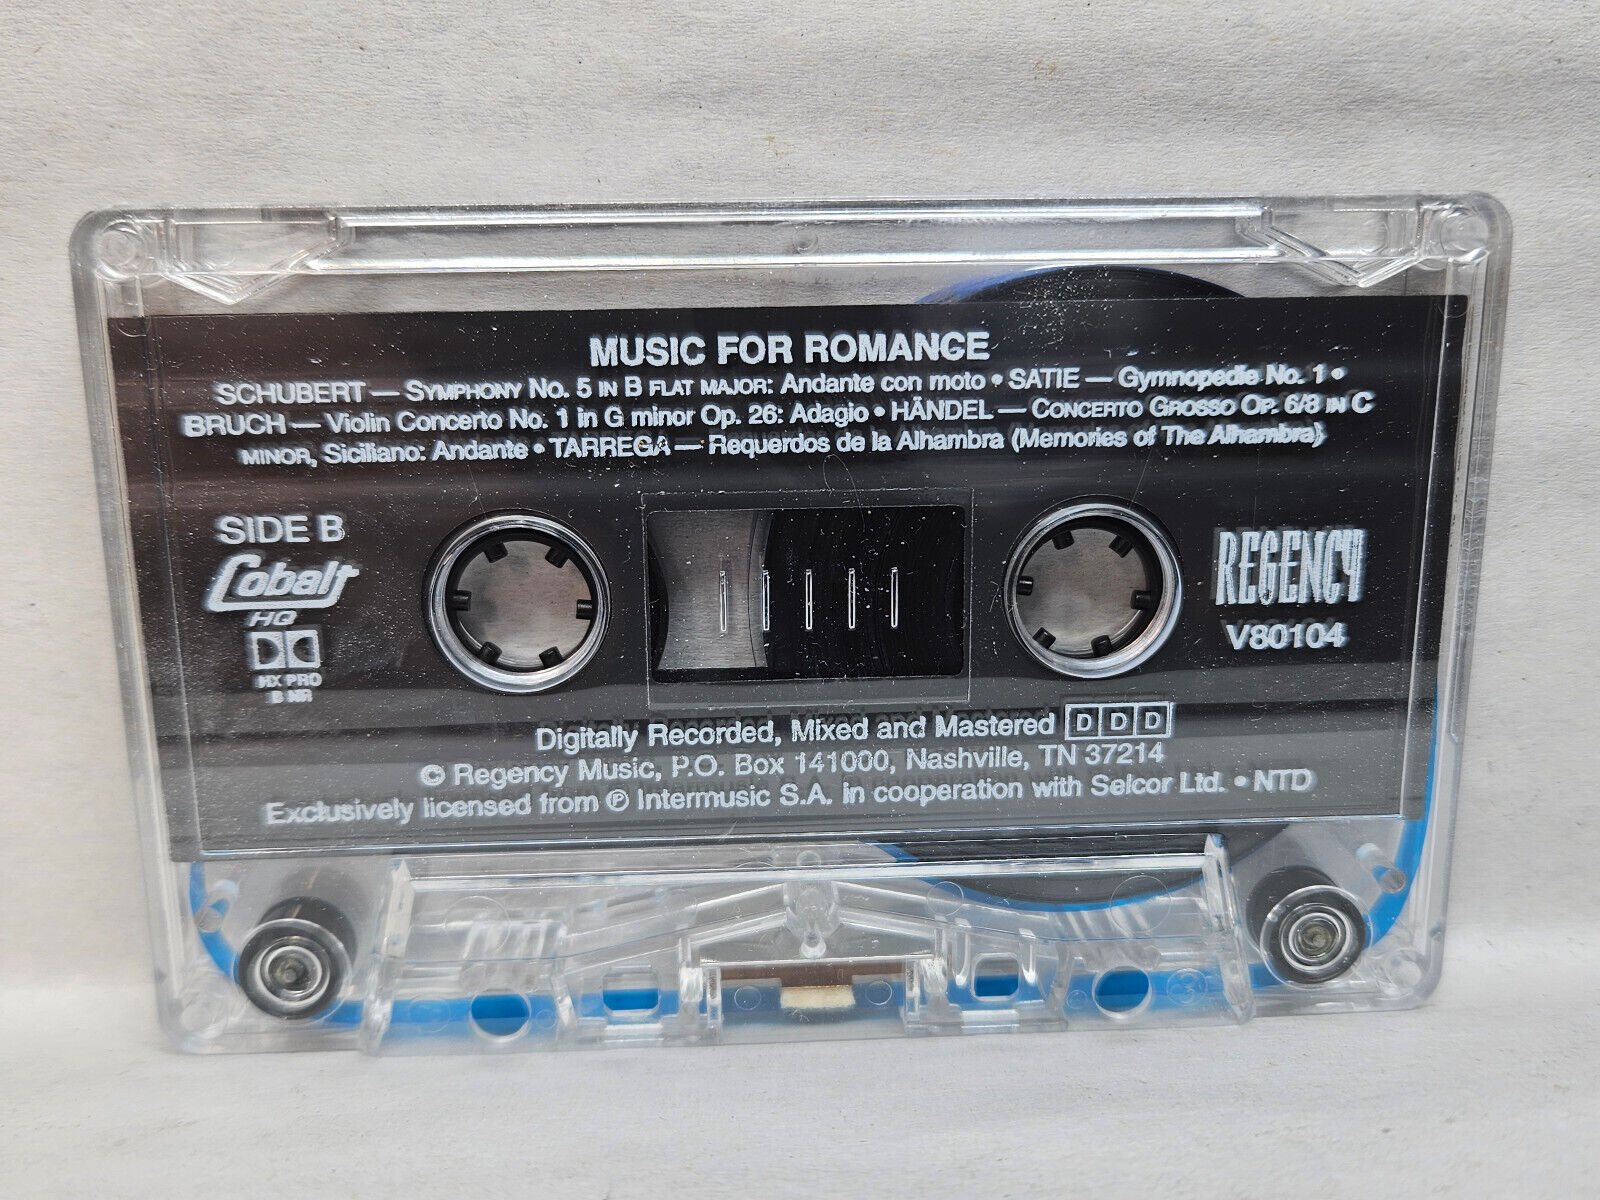 MUSIC FOR ROMANCE
SCHUBERT — SYMPHONY NO. 5 IN B FLAT MAJOR: Andante con moto • SATIE — Gymnopedie No. 1 •
BRUCH — Violin Concerto No. 1 in G minor Op. 26: Adagio • HÄNDEL — CONCERTO GROSSO OP. 6/8 IN C
MINOR, Siciliano: Andante • TARREGA — Requerdos de la Alhambra (Memories of The Alhambra)
SIDE B
Cobalt
HQ
HX PRO
B NR
REGENCY
V80104
Digitally Recorded, Mixed and Mastered DDD
© Regency Music, P.O. Box 141000, Nashville, TN 37214
Exclusively licensed from ℗ Intermusic S.A. in cooperation with Selcor Ltd. • NTD